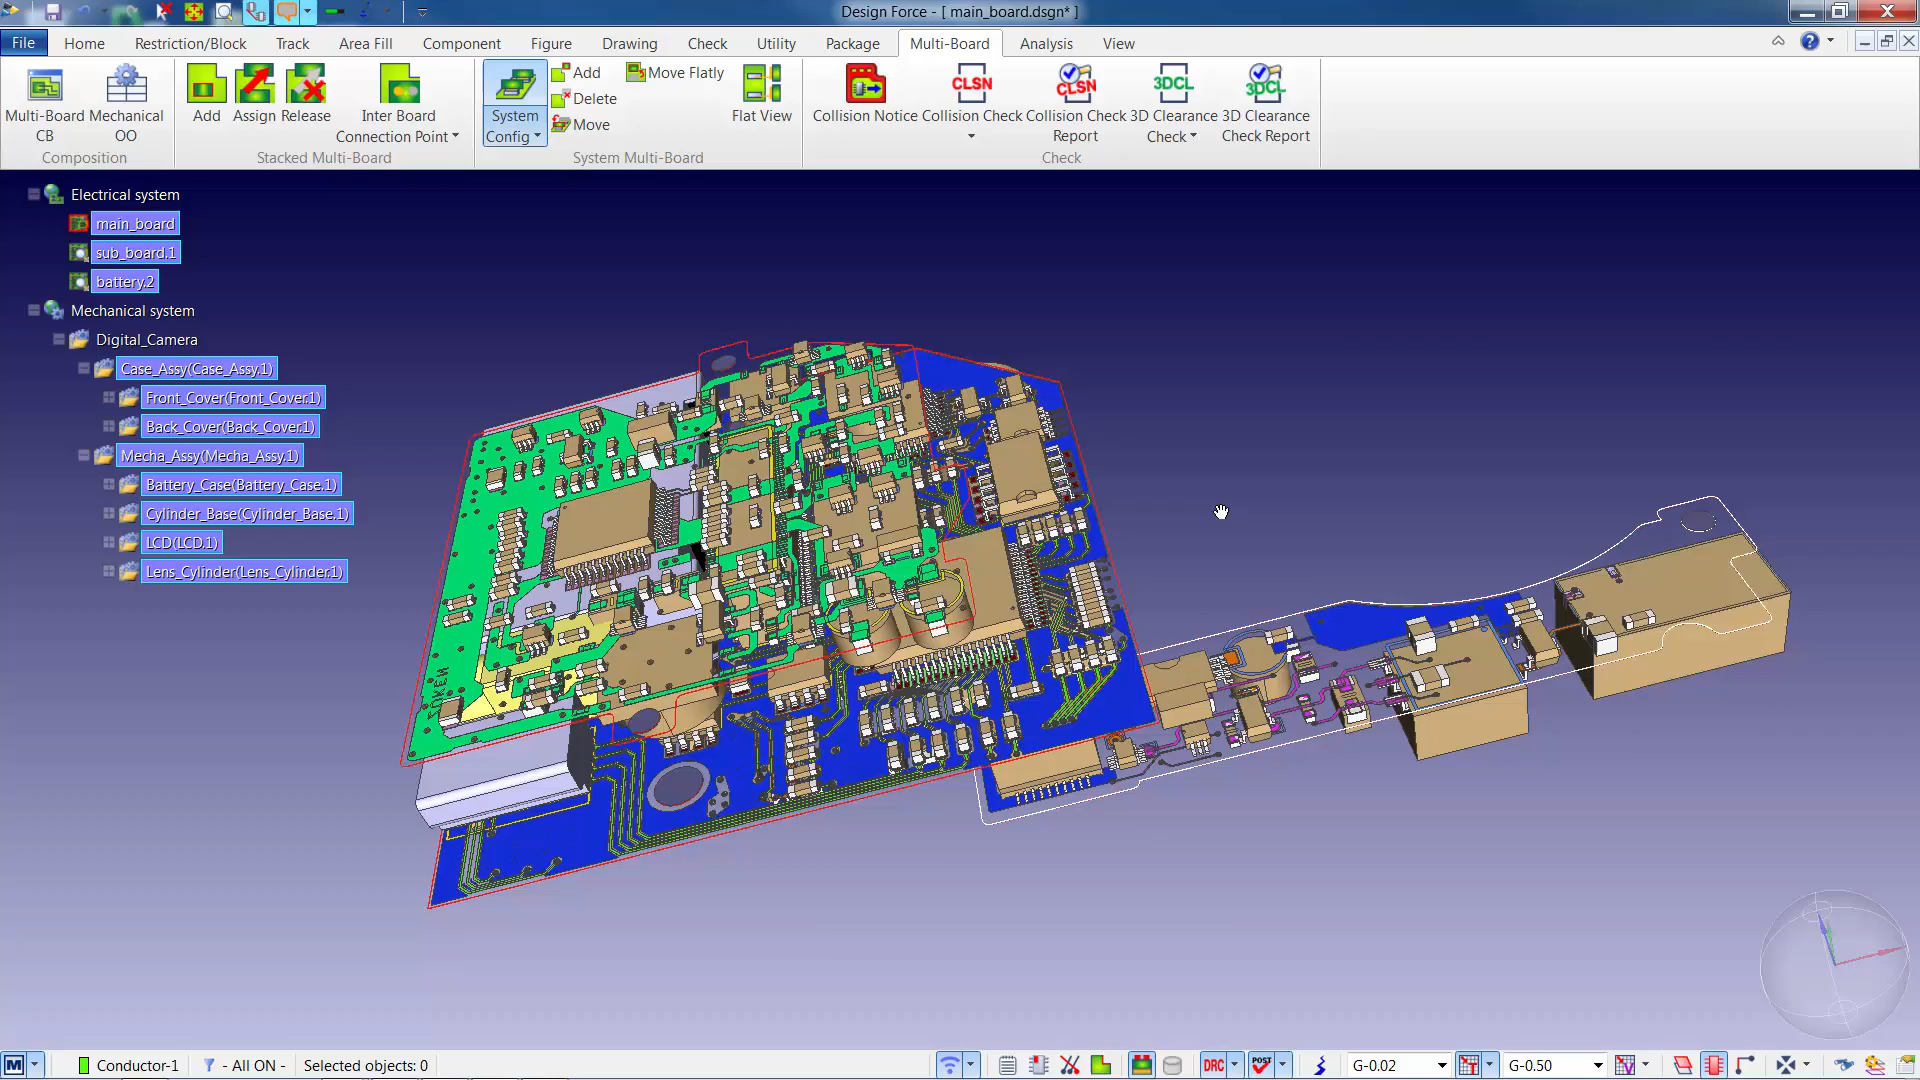 Design Force - [ main_board.dsgn* ]
File Home Restriction/Block Track Area Fill Component Figure Drawing Check Utility Package Multi-Board Analysis View
Multi-Board CB
Mechanical OO
Composition
Add
Assign
Release
Inter Board Connection Point
Stacked Multi-Board
System Config
Add
Delete
Move
Move Flatly
Flat View
System Multi-Board
CLSN
CLSN
3DCL
3DCL
Collision Notice
Collision Check
Collision Check Report
3D Clearance Check
3D Clearance Check Report
Check
Electrical system
main_board
sub_board.1
battery.2
Mechanical system
Digital_Camera
Case_Assy(Case_Assy.1)
Front_Cover(Front_Cover.1)
Back_Cover(Back_Cover.1)
Mecha_Assy(Mecha_Assy.1)
Battery_Case(Battery_Case.1)
Cylinder_Base(Cylinder_Base.1)
LCD(LCD.1)
Lens_Cylinder(Lens_Cylinder.1)
M Conductor-1 - All ON - Selected objects: 0 DRC POST G-0.02 T G-0.50 V